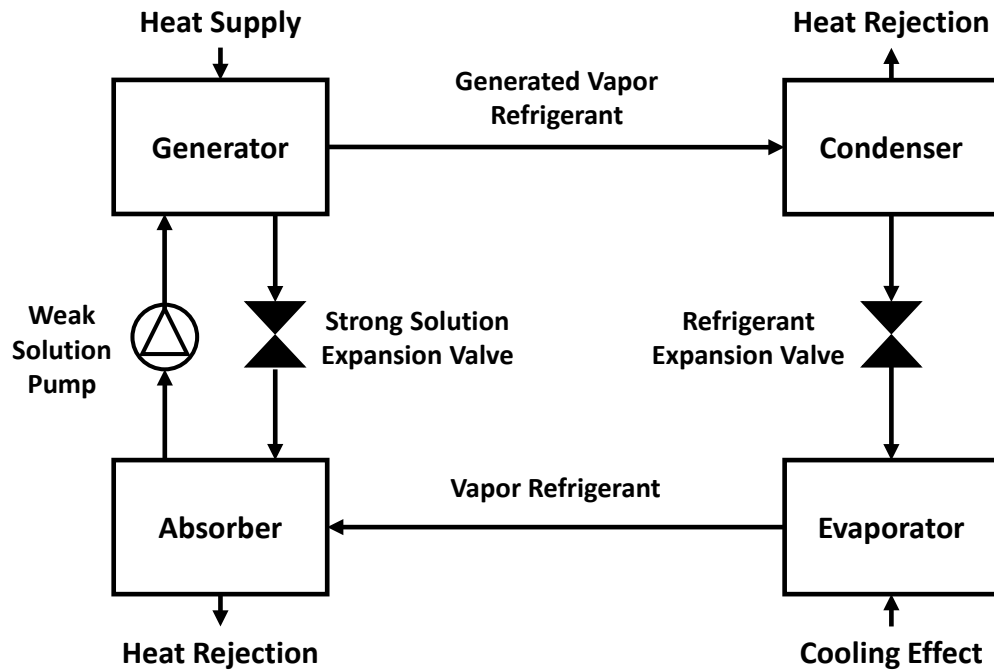 Heat Supply
Heat Rejection
Generated Vapor
Refrigerant
Generator
Condenser
Weak
Solution
Pump
Strong Solution
Expansion Valve
Refrigerant
Expansion Valve
Vapor Refrigerant
Absorber
Evaporator
Heat Rejection
Cooling Effect